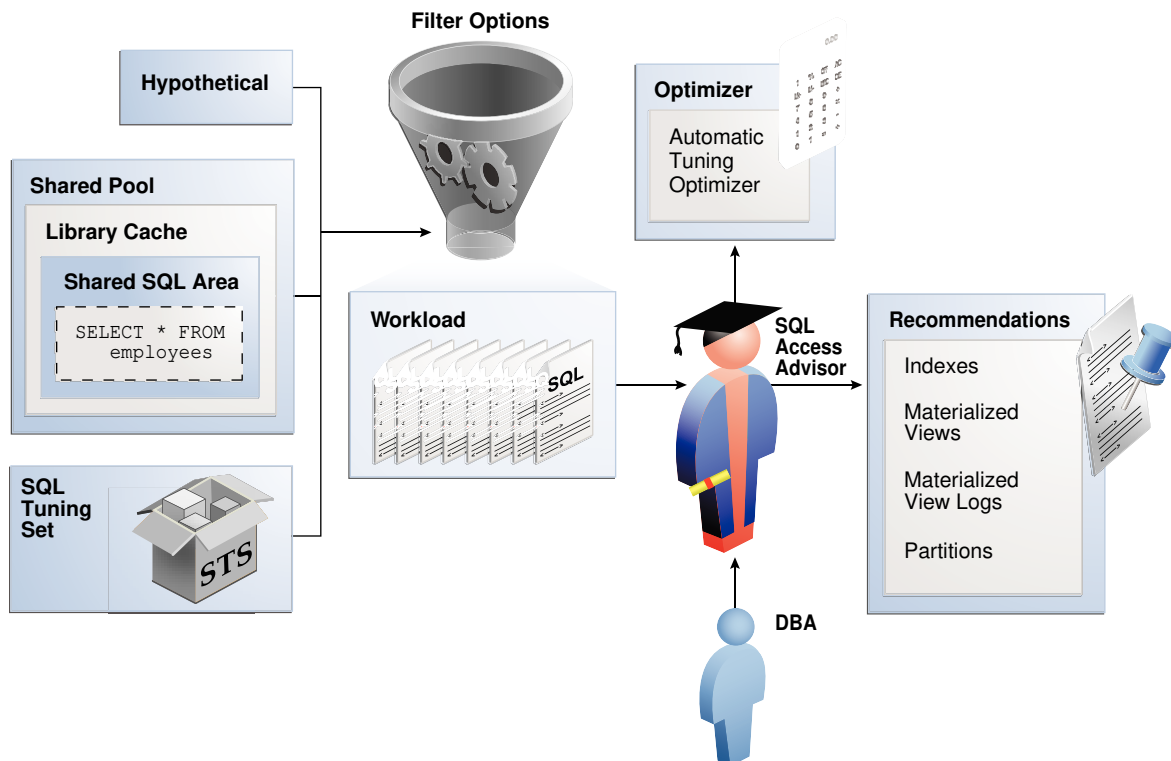 Filter Options
Hypothetical
Shared Pool
Library Cache
Shared SQL Area
SELECT * FROM
employees
SQL
Tuning
Set
STS
Workload
SQL
Optimizer
Automatic
Tuning
Optimizer
SQL
Access
Advisor
DBA
Recommendations
Indexes
Materialized
Views
Materialized
View Logs
Partitions